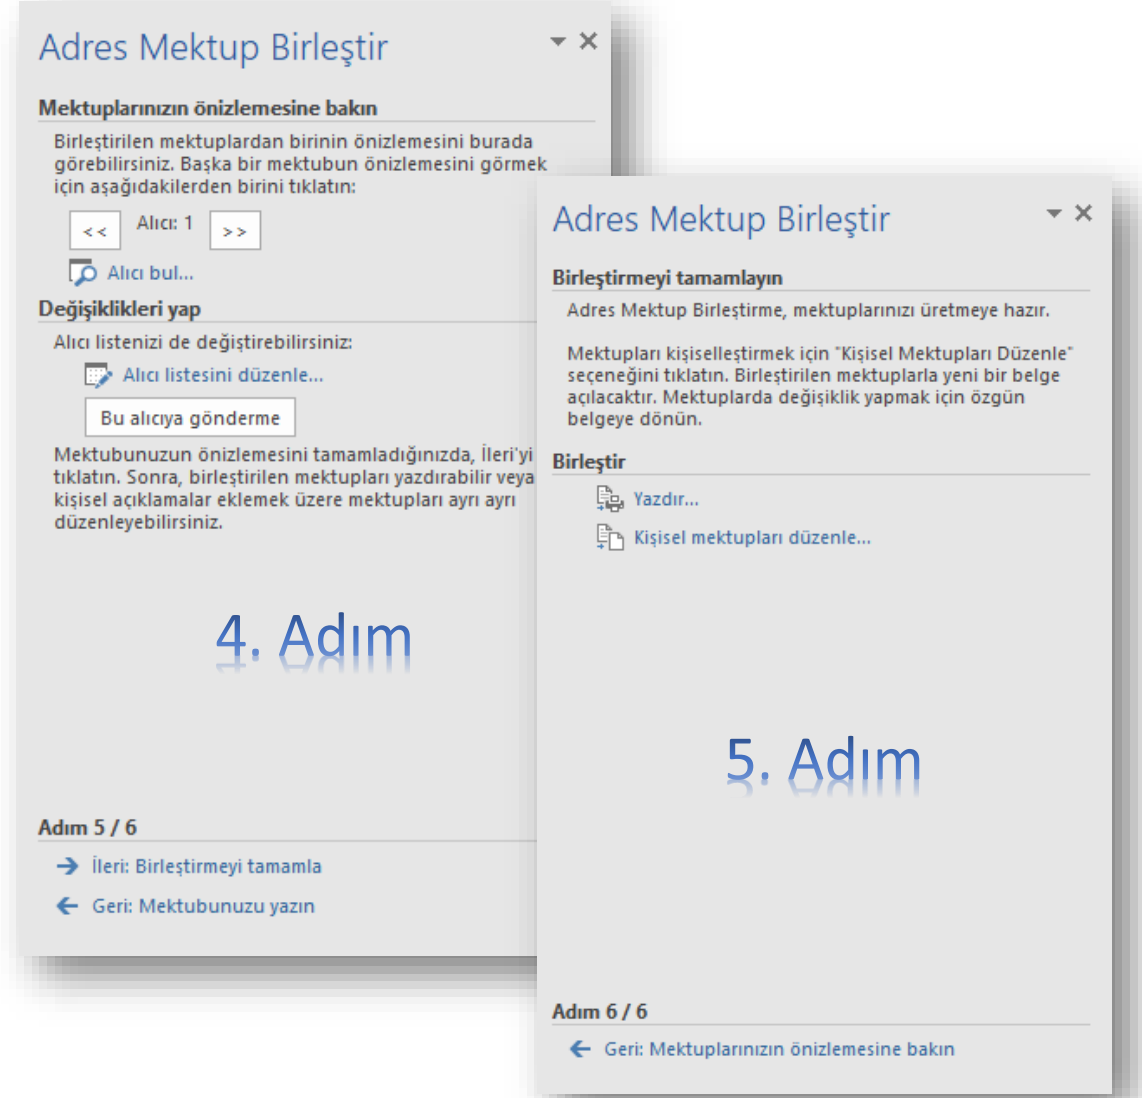 Adres Mektup Birleştir
Mektuplarınızın önizlemesine bakın
Birleştirilen mektuplardan birinin önizlemesini burada
görebilirsiniz. Başka bir mektubun önizlemesini görmek
için aşağıdakilerden birini tıklatın:
<< Alıcı: 1 >>
Alıcı bul...
Değişiklikleri yap
Alıcı listenizi de değiştirebilirsiniz:
Alıcı listesini düzenle...
Bu alıcıya gönderme
Mektubunuzun önizlemesini tamamladığınızda, İleri'yi
tıklatın. Sonra, birleştirilen mektupları yazdırabilir veya
kişisel açıklamalar eklemek üzere mektupları ayrı ayrı
düzenleyebilirsiniz.
4. Adım
Adım 5 / 6
İleri: Birleştirmeyi tamamla
Geri: Mektubunuzu yazın
Adres Mektup Birleştir
Birleştirmeyi tamamlayın
Adres Mektup Birleştirme, mektuplarınızı üretmeye hazır.
Mektupları kişiselleştirmek için "Kişisel Mektupları Düzenle"
seçeneğini tıklatın. Birleştirilen mektuplarla yeni bir belge
açılacaktır. Mektuplarda değişiklik yapmak için özgün
belgeye dönün.
Birleştir
Yazdır...
Kişisel mektupları düzenle...
5. Adım
Adım 6 / 6
Geri: Mektuplarınızın önizlemesine bakın